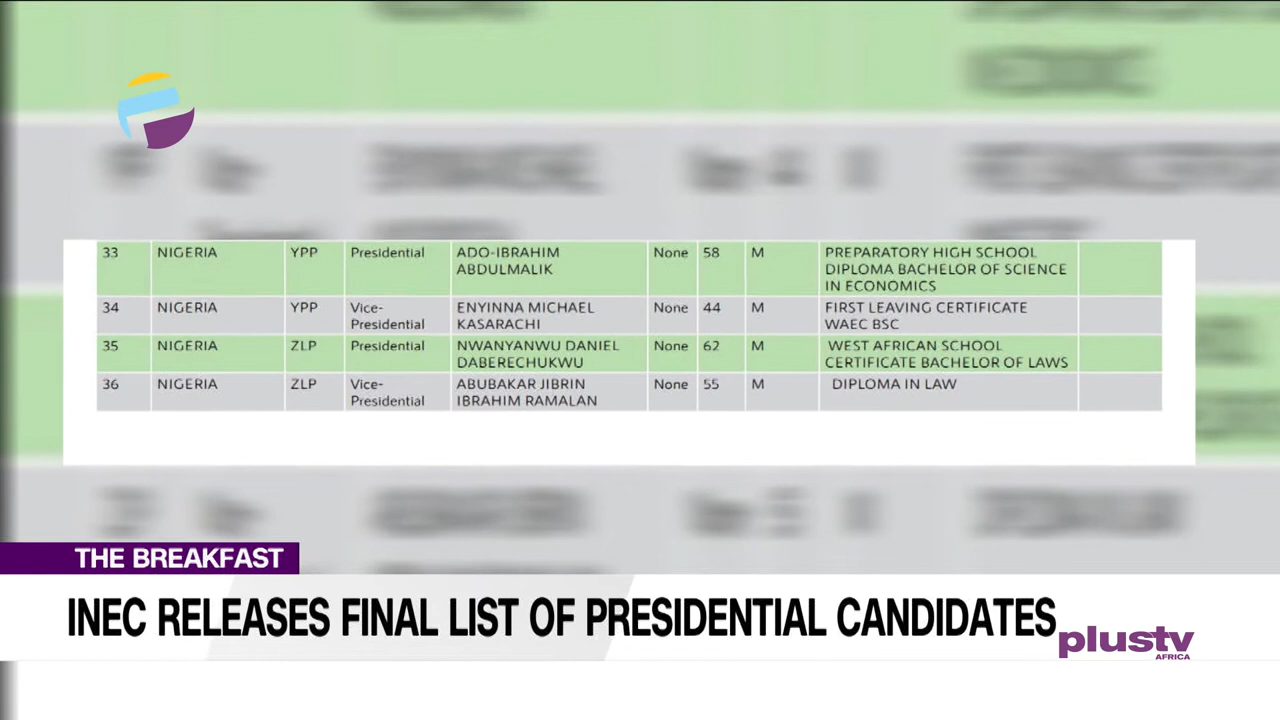 33 NIGERIA YPP Presidential ADO-IBRAHIM ABDULMALIK None 58 M PREPARATORY HIGH SCHOOL DIPLOMA BACHELOR OF SCIENCE IN ECONOMICS
34 NIGERIA YPP Vice-Presidential ENYINNA MICHAEL KASARACHI None 44 M FIRST LEAVING CERTIFICATE WAEC BSC
35 NIGERIA ZLP Presidential NWANYANWU DANIEL DABERECHUKWU None 62 M WEST AFRICAN SCHOOL CERTIFICATE BACHELOR OF LAWS
36 NIGERIA ZLP Vice-Presidential ABUBAKAR JIBRIN IBRAHIM RAMALAN None 55 M DIPLOMA IN LAW
THE BREAKFAST
INEC RELEASES FINAL LIST OF PRESIDENTIAL CANDIDATES
plustv
AFRICA